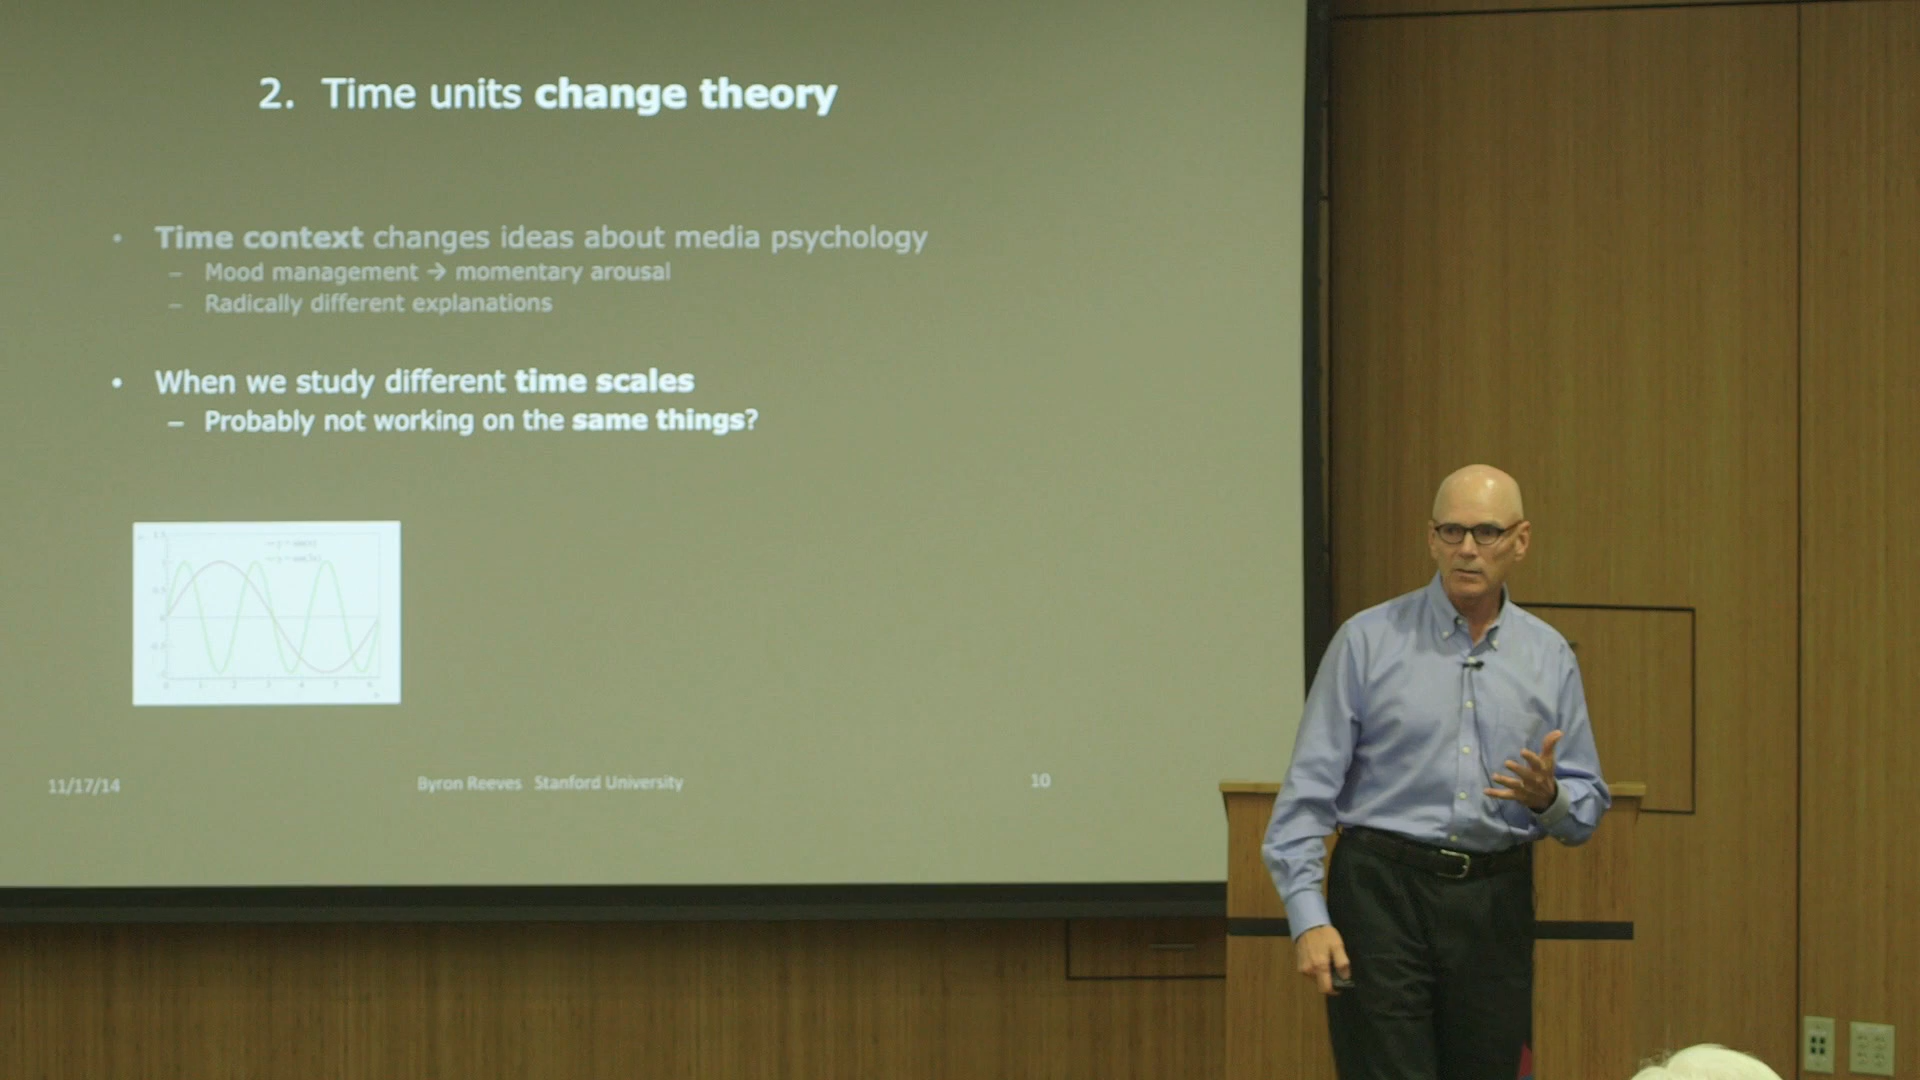 2. Time units change theory
• Time context changes ideas about media psychology
– Mood management → momentary arousal
– Radically different explanations
• When we study different time scales
– Probably not working on the same things?
11/17/14
Byron Reeves Stanford University
10